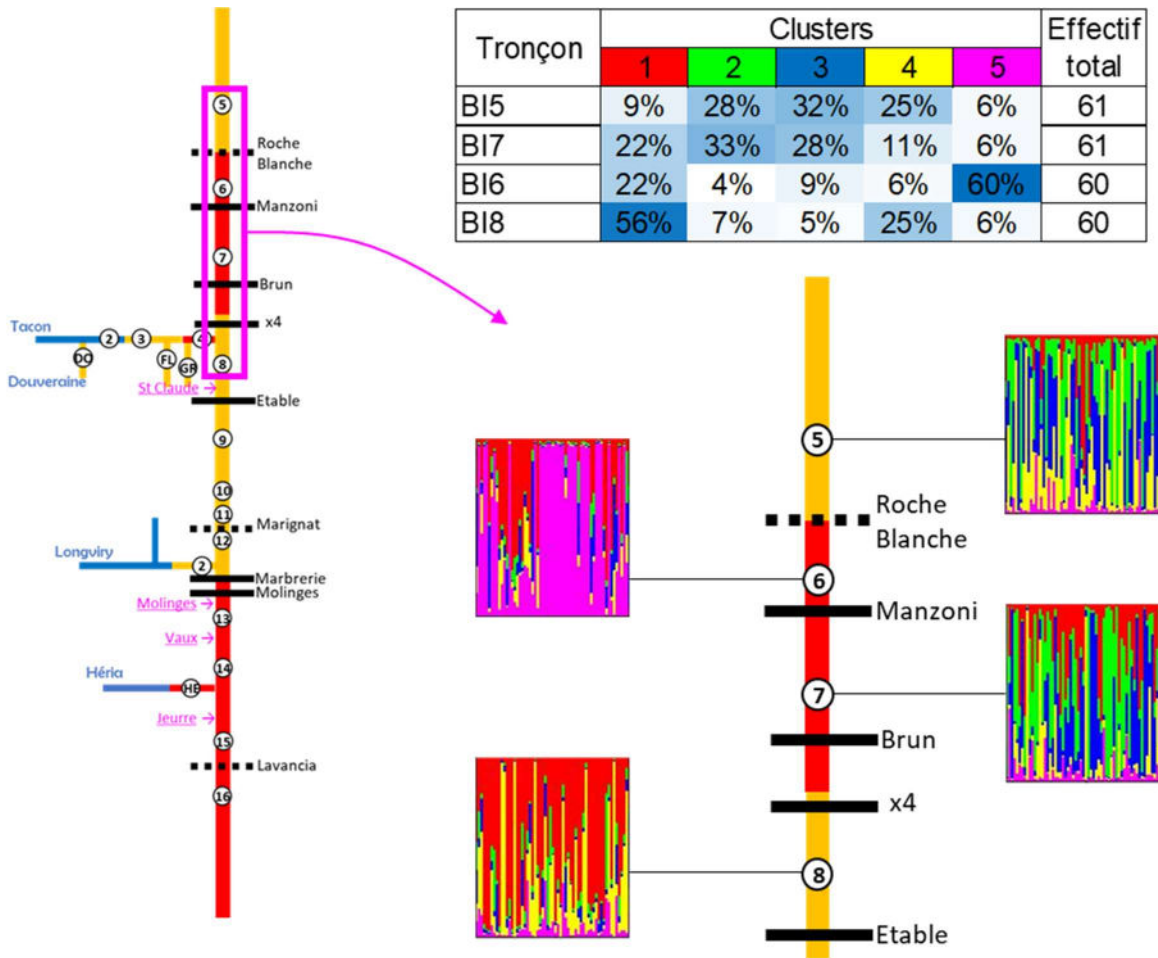 Tronçon
Clusters
Effectif
total
1 2 3 4 5
BI5 9% 28% 32% 25% 6% 61
BI7 22% 33% 28% 11% 6% 61
BI6 22% 4% 9% 6% 60% 60
BI8 56% 7% 5% 25% 6% 60
5
Roche
Blanche
6
Manzoni
7
Brun
x4
Tacon
2
3
4
DO
FL
GR
8
Douveraine
St Claude →
Etable
9
10
11
Marignat
12
Longviry
2
Marbrerie
Molinges
Molinges →
13
Vaux →
14
Héria
HE
Jeurre →
15
Lavancia
16
5
Roche
Blanche
6
Manzoni
7
Brun
x4
8
Etable